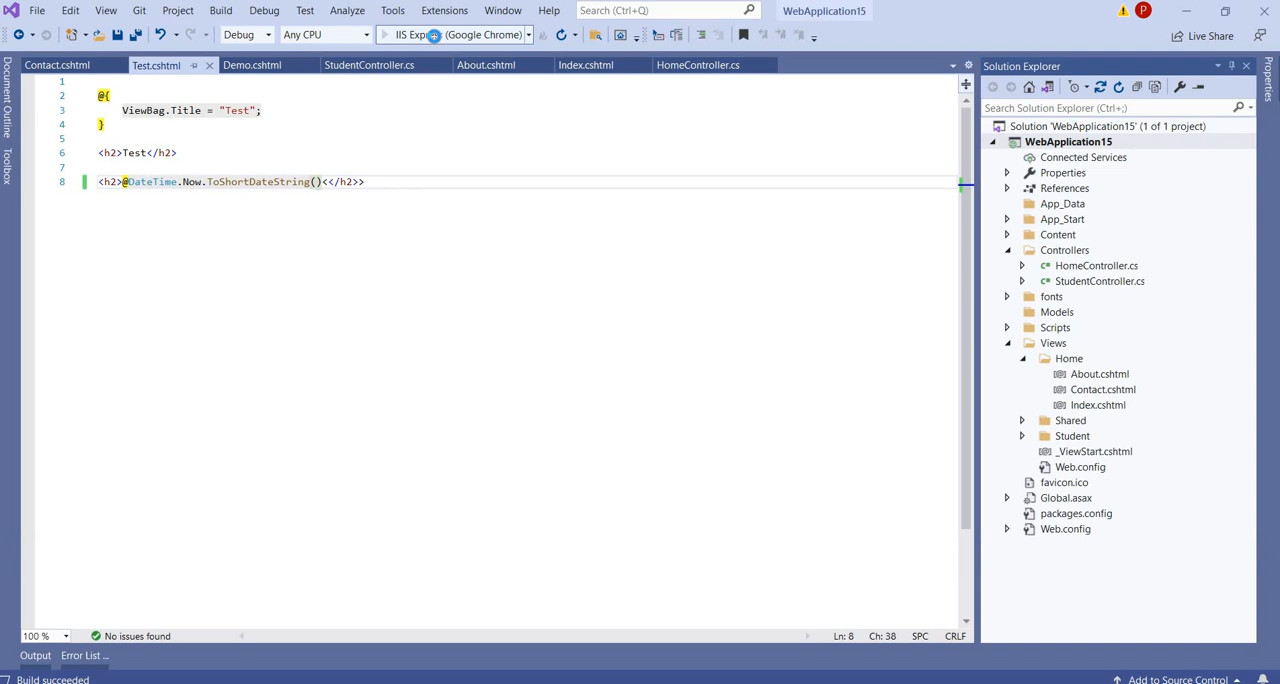 File Edit View Git Project Build Debug Test Analyze Tools Extensions Window Help Search (Ctrl+Q) WebApplication15 P
Debug Any CPU IIS Express (Google Chrome) Live Share
Contact.cshtml Test.cshtml Demo.cshtml StudentController.cs About.cshtml Index.cshtml HomeController.cs
Document Outline
Toolbox
1
2 @{
3 ViewBag.Title = "Test";
4 }
5
6 <h2>Test</h2>
7
8 <h2>@DateTime.Now.ToShortDateString()<</h2>>
100 % No issues found Ln: 8 Ch: 38 SPC CRLF
Solution Explorer
Search Solution Explorer (Ctrl+;)
Solution 'WebApplication15' (1 of 1 project)
WebApplication15
Connected Services
Properties
References
App_Data
App_Start
Content
Controllers
HomeController.cs
StudentController.cs
fonts
Models
Scripts
Views
Home
About.cshtml
Contact.cshtml
Index.cshtml
Shared
Student
_ViewStart.cshtml
Web.config
favicon.ico
Global.asax
packages.config
Web.config
Properties
Output Error List ...
Build succeeded Add to Source Control